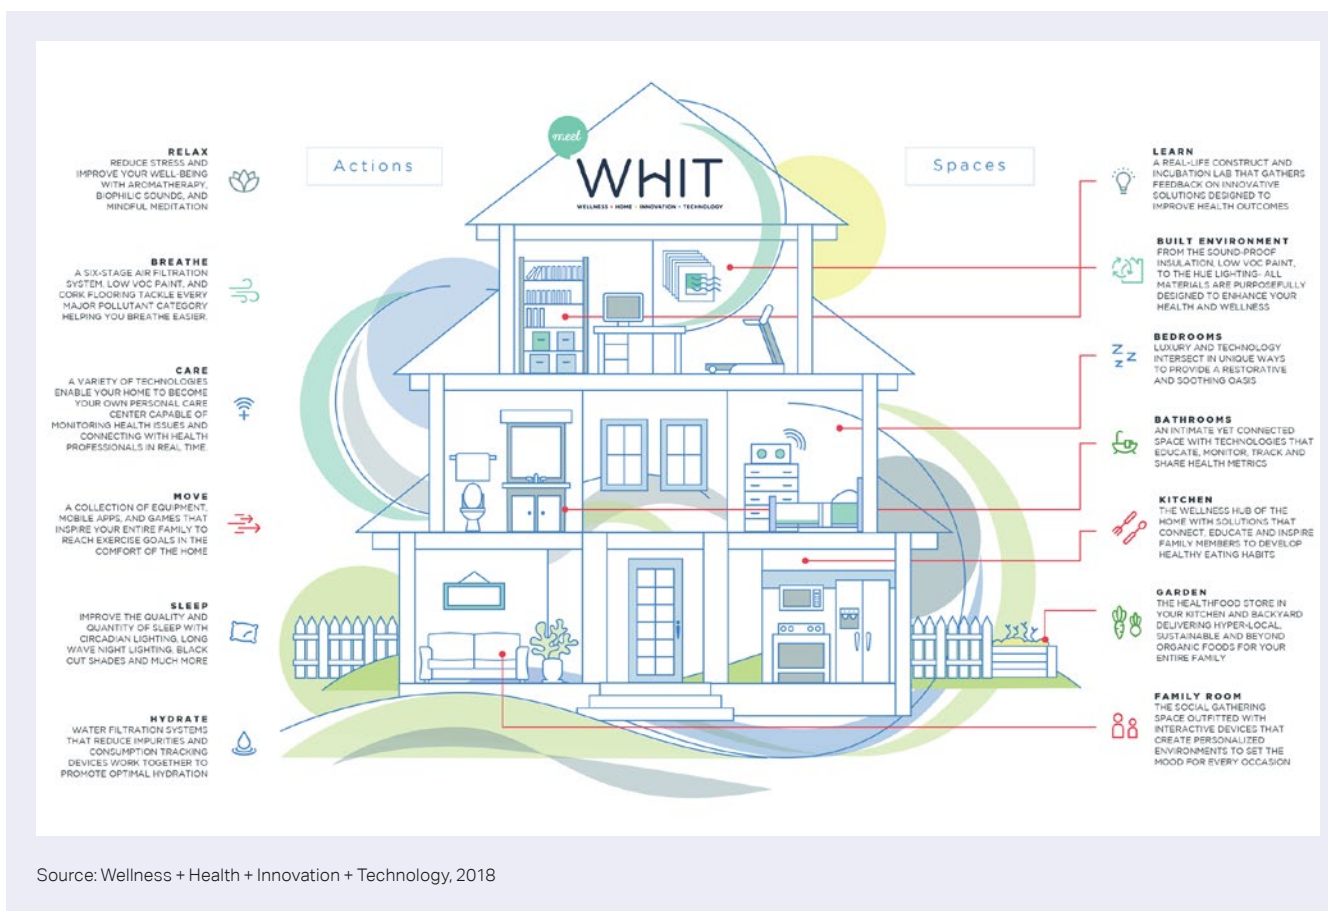 meet
WHIT
WELLNESS + HOME + INNOVATION + TECHNOLOGY
Actions
RELAX
REDUCE STRESS AND
IMPROVE YOUR WELL-BEING
WITH AROMATHERAPY,
BIOPHILIC SOUNDS, AND
MINDFUL MEDITATION
BREATHE
A SIX-STAGE AIR FILTRATION
SYSTEM, LOW VOC PAINT, AND
CORK FLOORING TACKLE EVERY
MAJOR POLLUTANT CATEGORY
HELPING YOU BREATHE EASIER.
CARE
A VARIETY OF TECHNOLOGIES
ENABLE YOUR HOME TO BECOME
YOUR OWN PERSONAL CARE
CENTER CAPABLE OF
MONITORING HEALTH ISSUES AND
CONNECTING WITH HEALTH
PROFESSIONALS IN REAL TIME.
MOVE
A COLLECTION OF EQUIPMENT,
MOBILE APPS, AND GAMES THAT
INSPIRE YOUR ENTIRE FAMILY TO
REACH EXERCISE GOALS IN THE
COMFORT OF THE HOME
SLEEP
IMPROVE THE QUALITY AND
QUANTITY OF SLEEP WITH
CIRCADIAN LIGHTING, LONG
WAVE NIGHT LIGHTING, BLACK
OUT SHADES AND MUCH MORE
HYDRATE
WATER FILTRATION SYSTEMS
THAT REDUCE IMPURITIES AND
CONSUMPTION TRACKING
DEVICES WORK TOGETHER TO
PROMOTE OPTIMAL HYDRATION
Spaces
LEARN
A REAL-LIFE CONSTRUCT AND
INCUBATION LAB THAT GATHERS
FEEDBACK ON INNOVATIVE
SOLUTIONS DESIGNED TO
IMPROVE HEALTH OUTCOMES
BUILT ENVIRONMENT
FROM THE SOUND-PROOF
INSULATION, LOW VOC PAINT,
TO THE HUE LIGHTING- ALL
MATERIALS ARE PURPOSEFULLY
DESIGNED TO ENHANCE YOUR
HEALTH AND WELLNESS
BEDROOMS
LUXURY AND TECHNOLOGY
INTERSECT IN UNIQUE WAYS
TO PROVIDE A RESTORATIVE
AND SOOTHING OASIS
BATHROOMS
AN INTIMATE YET CONNECTED
SPACE WITH TECHNOLOGIES THAT
EDUCATE, MONITOR, TRACK AND
SHARE HEALTH METRICS
KITCHEN
THE WELLNESS HUB OF THE
HOME WITH SOLUTIONS THAT
CONNECT, EDUCATE AND INSPIRE
FAMILY MEMBERS TO DEVELOP
HEALTHY EATING HABITS
GARDEN
THE HEALTHFOOD STORE IN
YOUR KITCHEN AND BACKYARD
DELIVERING HYPER-LOCAL,
SUSTAINABLE AND BEYOND
ORGANIC FOODS FOR YOUR
ENTIRE FAMILY
FAMILY ROOM
THE SOCIAL GATHERING
SPACE OUTFITTED WITH
INTERACTIVE DEVICES THAT
CREATE PERSONALIZED
ENVIRONMENTS TO SET THE
MOOD FOR EVERY OCCASION
Source: Wellness + Health + Innovation + Technology, 2018